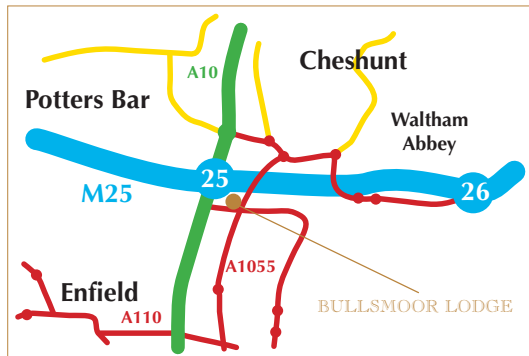 A10
Cheshunt
Potters Bar
Waltham
Abbey
25
M25
26
A1055
Enfield
A110
BULLSMOOR LODGE